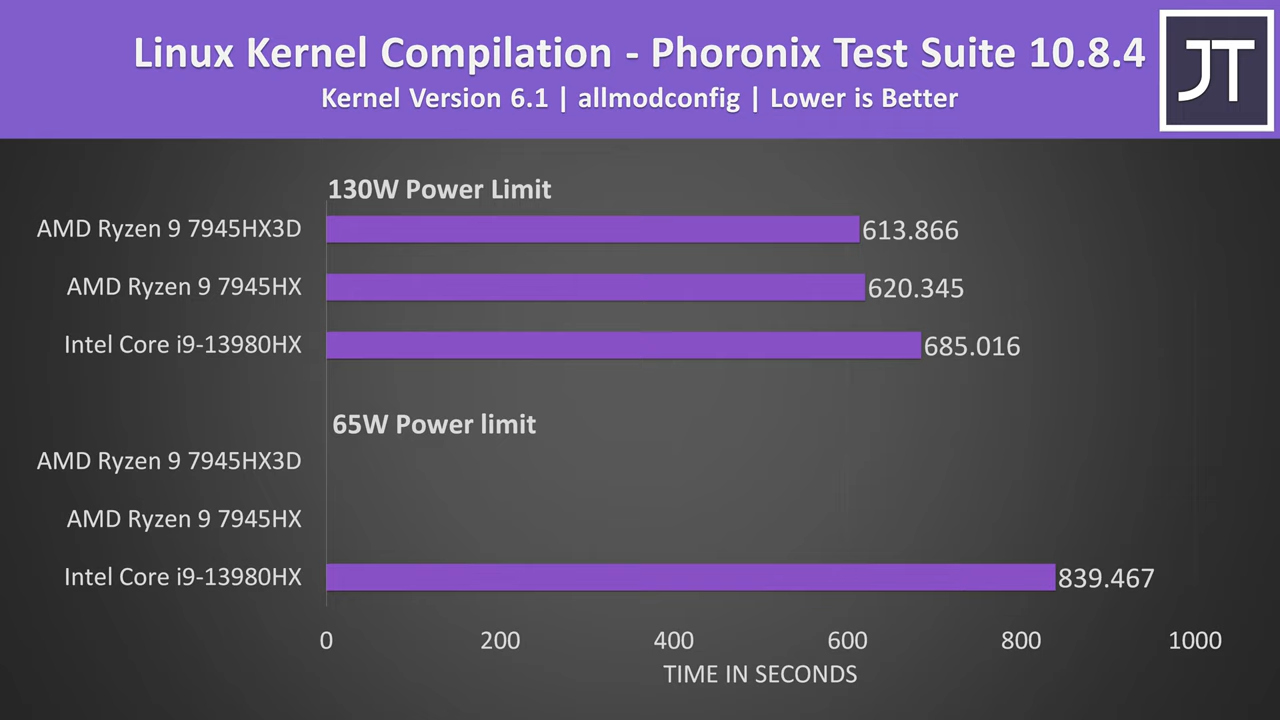 Linux Kernel Compilation - Phoronix Test Suite 10.8.4
Kernel Version 6.1 | allmodconfig | Lower is Better
JT
130W Power Limit
AMD Ryzen 9 7945HX3D 613.866
AMD Ryzen 9 7945HX 620.345
Intel Core i9-13980HX 685.016
65W Power limit
AMD Ryzen 9 7945HX3D
AMD Ryzen 9 7945HX
Intel Core i9-13980HX 839.467
0 200 400 600 800 1000
TIME IN SECONDS